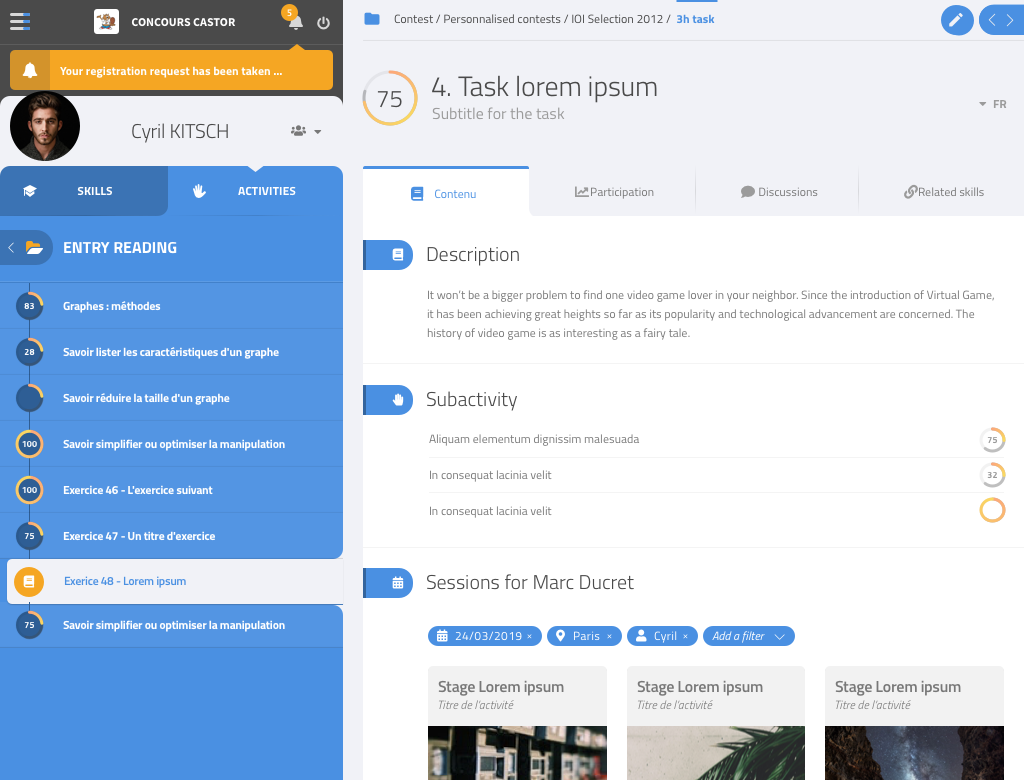 CONCOURS CASTOR
5
Your registration request has been taken ...
Cyril KITSCH
SKILLS
ACTIVITIES
ENTRY READING
83 Graphes : méthodes
28 Savoir lister les caractéristiques d'un graphe
Savoir réduire la taille d'un graphe
100 Savoir simplifier ou optimiser la manipulation
100 Exercice 46 - L'exercice suivant
75 Exercice 47 - Un titre d'exercice
Exerice 48 - Lorem ipsum
75 Savoir simplifier ou optimiser la manipulation
Contest / Personnalised contests / IOI Selection 2012 / 3h task
75
4. Task lorem ipsum
Subtitle for the task
FR
Contenu
Participation
Discussions
Related skills
Description
It won't be a bigger problem to find one video game lover in your neighbor. Since the introduction of Virtual Game,
it has been achieving great heights so far as its popularity and technological advancement are concerned. The
history of video game is as interesting as a fairy tale.
Subactivity
Aliquam elementum dignissim malesuada 75
In consequat lacinia velit 32
In consequat lacinia velit
Sessions for Marc Ducret
24/03/2019 × Paris × Cyril × Add a filter
Stage Lorem ipsum
Titre de l'activité
Stage Lorem ipsum
Titre de l'activité
Stage Lorem ipsum
Titre de l'activité